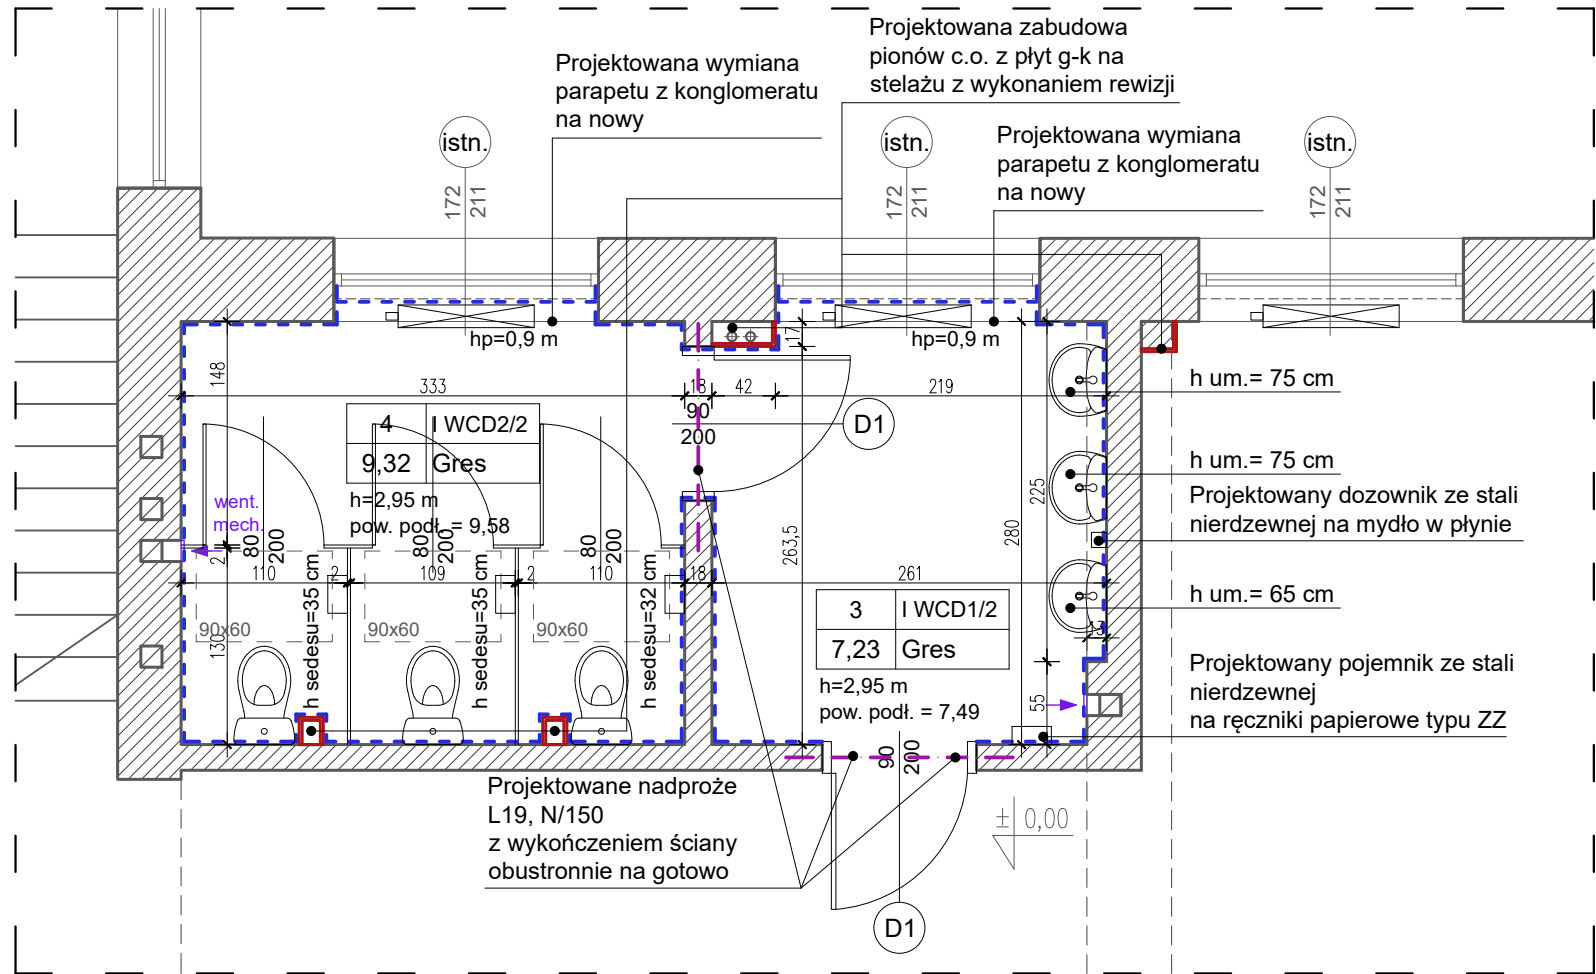 Projektowana wymiana
parapetu z konglomeratu
na nowy
Projektowana zabudowa
pionów c.o. z płyt g-k na
stelażu z wykonaniem rewizji
Projektowana wymiana
parapetu z konglomeratu
na nowy
istn.
172
211
istn.
172
211
istn.
172
211
hp=0,9 m
17
hp=0,9 m
148
333
18
42
219
90
200
D1
h um.= 75 cm
4
I WCD2/2
9,32
Gres
h=2,95 m
pow. podł. = 9,58
went.
mech.
80
200
80
200
80
200
h um.= 75 cm
Projektowany dozownik ze stali
nierdzewnej na mydło w płynie
225
280
263,5
2
110
2
109
2
110
18
261
h sedesu=35 cm
h sedesu=35 cm
h sedesu=32 cm
90x60
90x60
90x60
130
3
I WCD1/2
7,23
Gres
h=2,95 m
pow. podł. = 7,49
h um.= 65 cm
13
55
Projektowany pojemnik ze stali
nierdzewnej
na ręczniki papierowe typu ZZ
90
200
Projektowane nadproże
L19, N/150
z wykończeniem ściany
obustronnie na gotowo
± 0,00
D1